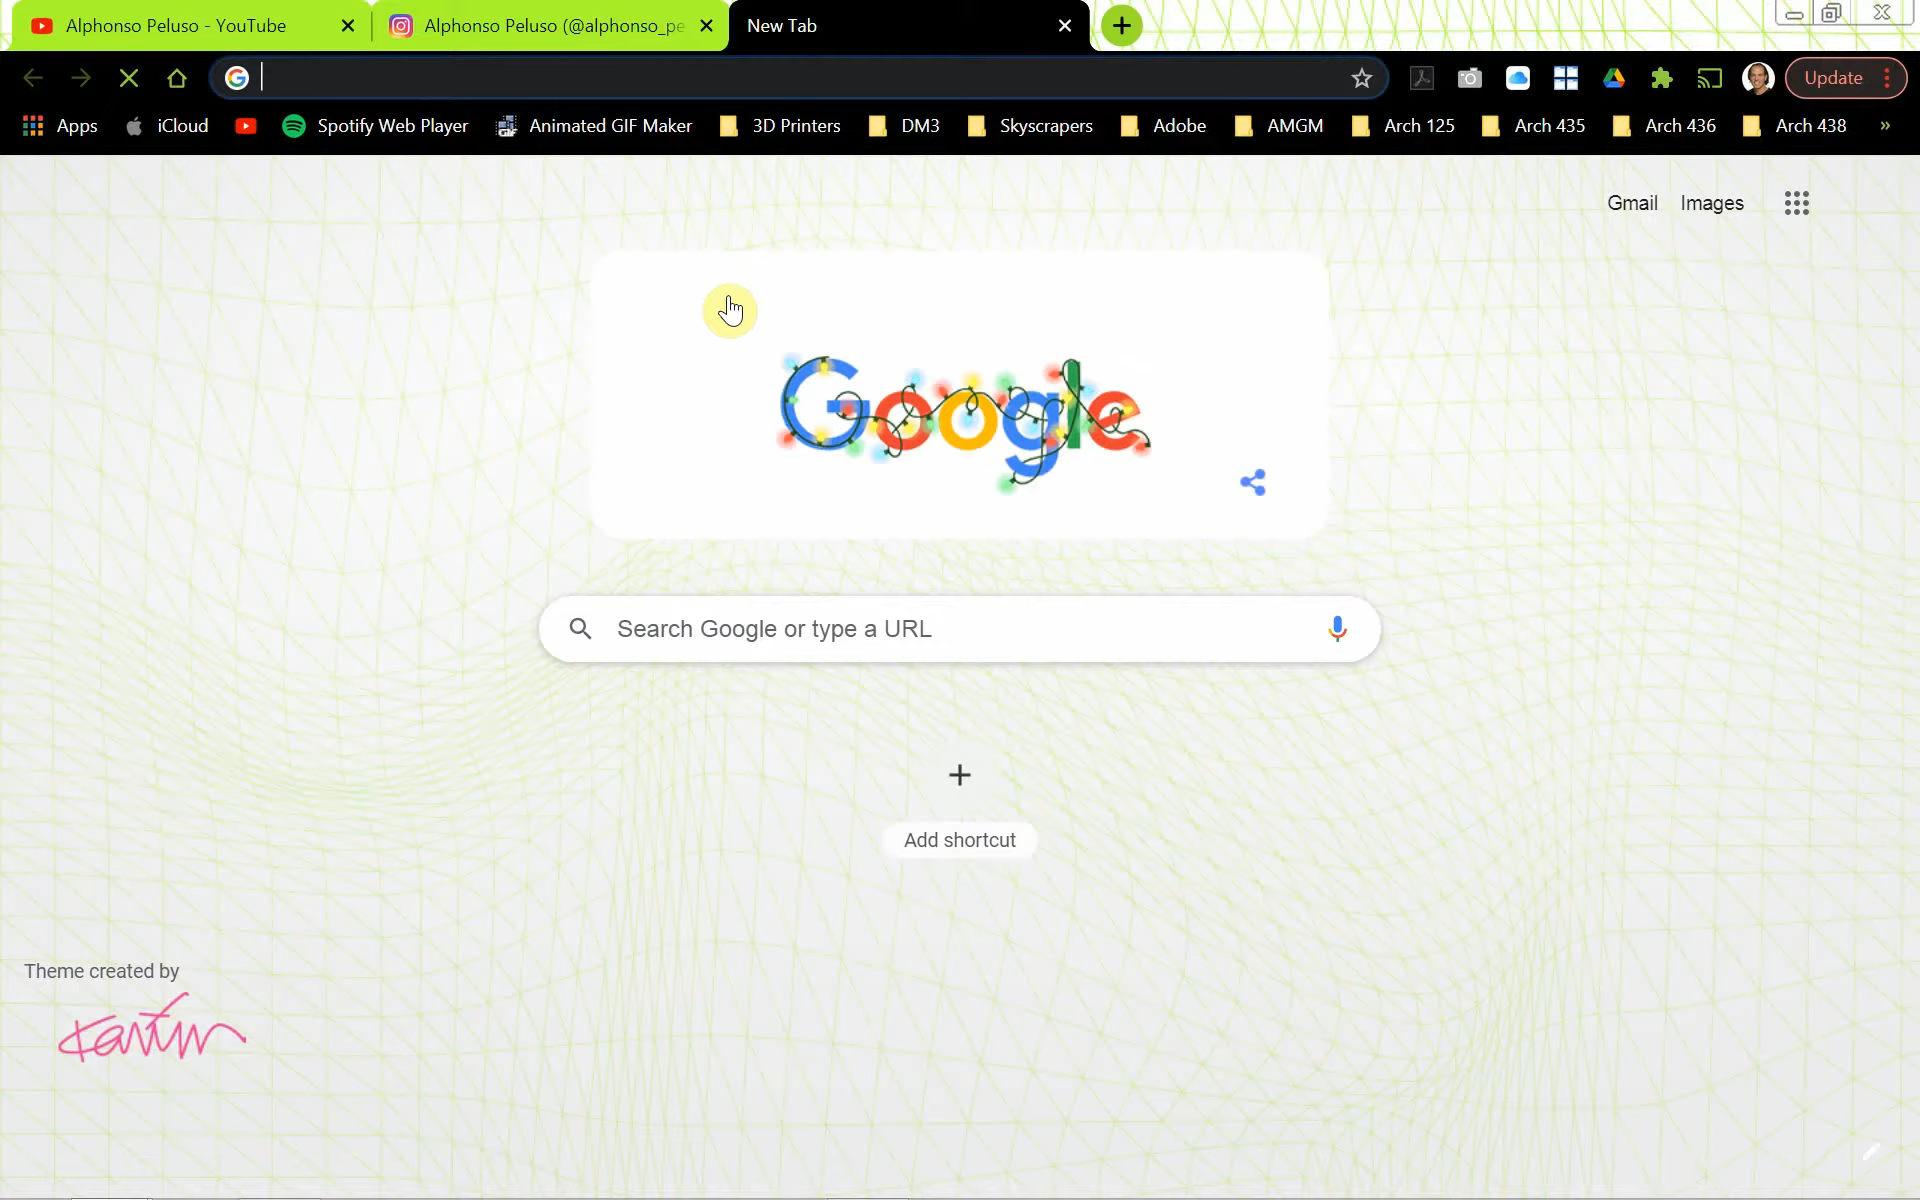 Alphonso Peluso - YouTube
Alphonso Peluso (@alphonso_pe
New Tab
Update
Apps
iCloud
Spotify Web Player
Animated GIF Maker
3D Printers
DM3
Skyscrapers
Adobe
AMGM
Arch 125
Arch 435
Arch 436
Arch 438
»
Gmail
Images
Google
Search Google or type a URL
Add shortcut
Theme created by